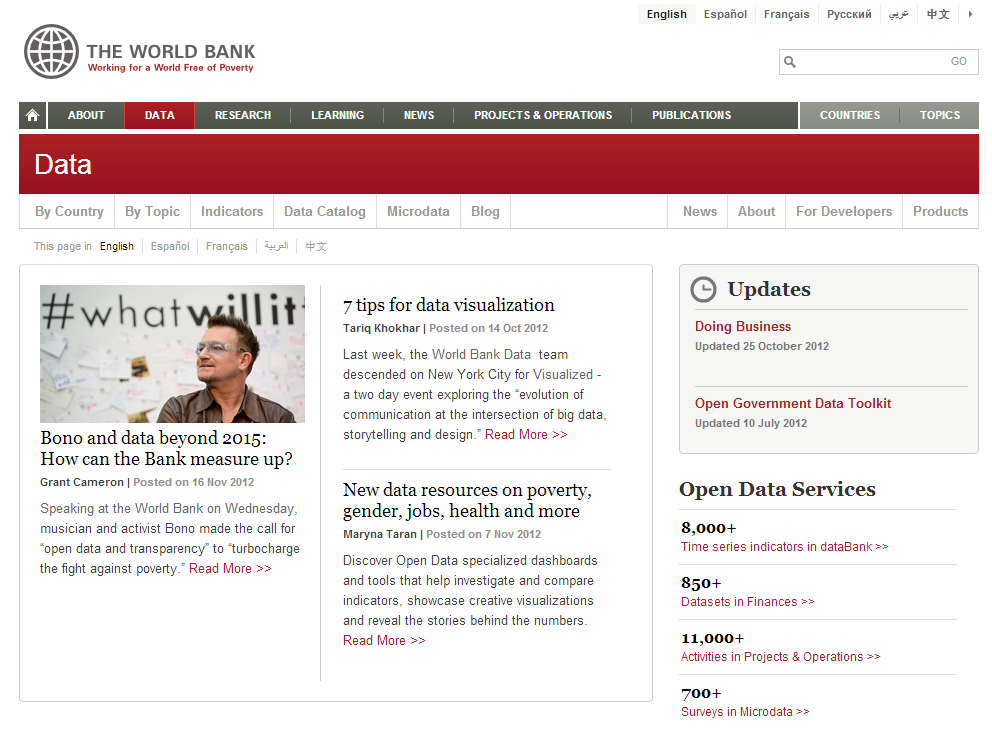 English Español Français Русский عربي 中文
THE WORLD BANK
Working for a World Free of Poverty
GO
ABOUT DATA RESEARCH LEARNING NEWS PROJECTS & OPERATIONS PUBLICATIONS COUNTRIES TOPICS
Data
By Country By Topic Indicators Data Catalog Microdata Blog News About For Developers Products
This page in English Español Français العربية 中文
#whatwillit
Bono and data beyond 2015:
How can the Bank measure up?
Grant Cameron | Posted on 16 Nov 2012
Speaking at the World Bank on Wednesday,
musician and activist Bono made the call for
“open data and transparency” to “turbocharge
the fight against poverty.” Read More >>
7 tips for data visualization
Tariq Khokhar | Posted on 14 Oct 2012
Last week, the World Bank Data team
descended on New York City for Visualized -
a two day event exploring the “evolution of
communication at the intersection of big data,
storytelling and design.” Read More >>
New data resources on poverty,
gender, jobs, health and more
Maryna Taran | Posted on 7 Nov 2012
Discover Open Data specialized dashboards
and tools that help investigate and compare
indicators, showcase creative visualizations
and reveal the stories behind the numbers.
Read More >>
Updates
Doing Business
Updated 25 October 2012
Open Government Data Toolkit
Updated 10 July 2012
Open Data Services
8,000+
Time series indicators in dataBank >>
850+
Datasets in Finances >>
11,000+
Activities in Projects & Operations >>
700+
Surveys in Microdata >>